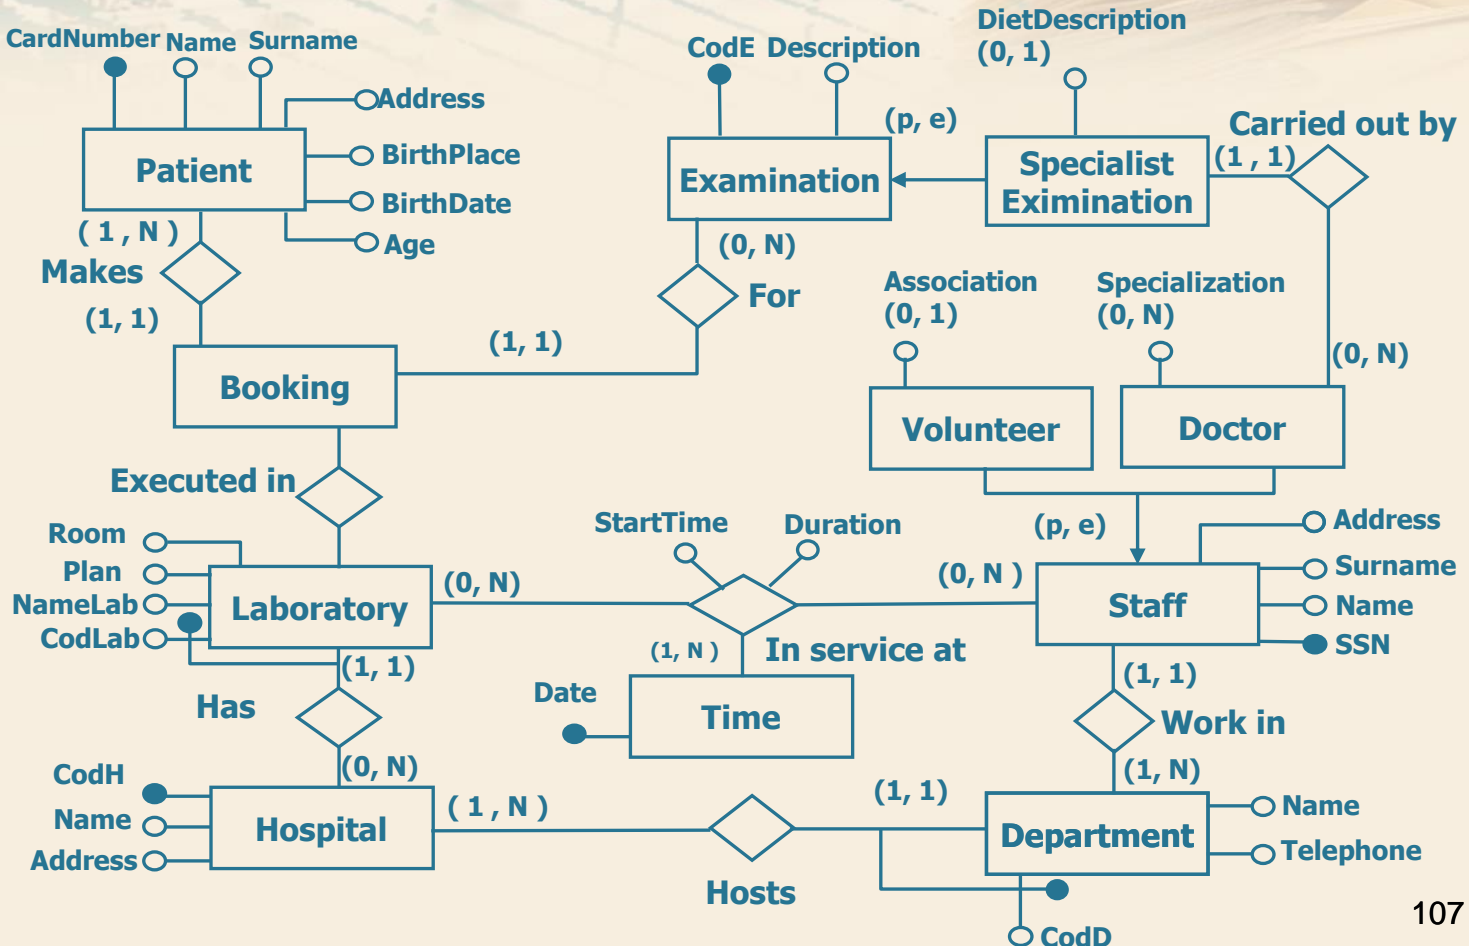 DietDescription
(0, 1)
CardNumber Name Surname
CodE Description
Address
(p, e)
Carried out by
Patient
BirthPlace
Examination
Specialist
Eximination
(1 , 1)
BirthDate
( 1 , N )
Age
(0, N)
Makes
For
Association
(0, 1)
Specialization
(0, N)
(1, 1)
(1, 1)
(0, N)
Booking
Volunteer
Doctor
Executed in
StartTime
Duration
(p, e)
Address
Room
Plan
NameLab
CodLab
Laboratory
(0, N)
(0, N )
Staff
Surname
Name
SSN
(1, N )
In service at
(1, 1)
(1, 1)
Has
Date
Time
Work in
(0, N)
(1, N)
CodH
Name
Address
Hospital
( 1 , N )
(1, 1)
Department
Name
Telephone
Hosts
CodD
107